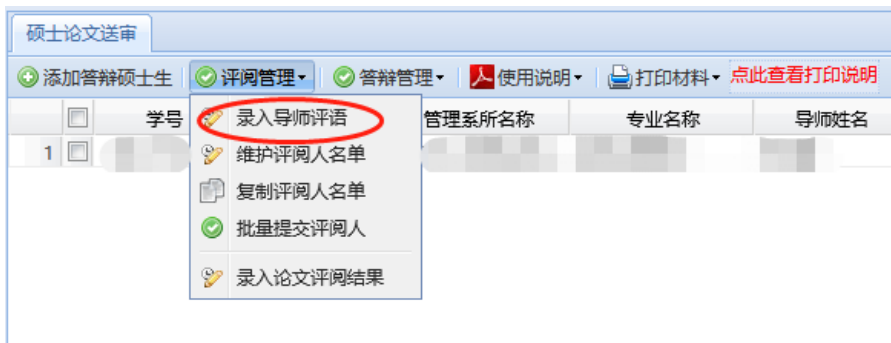 硕士论文送审
添加答辩硕士生 评阅管理 答辩管理 使用说明 打印材料 点此查看打印说明
学号 管理系所名称 专业名称 导师姓名
1
录入导师评语
维护评阅人名单
复制评阅人名单
批量提交评阅人
录入论文评阅结果